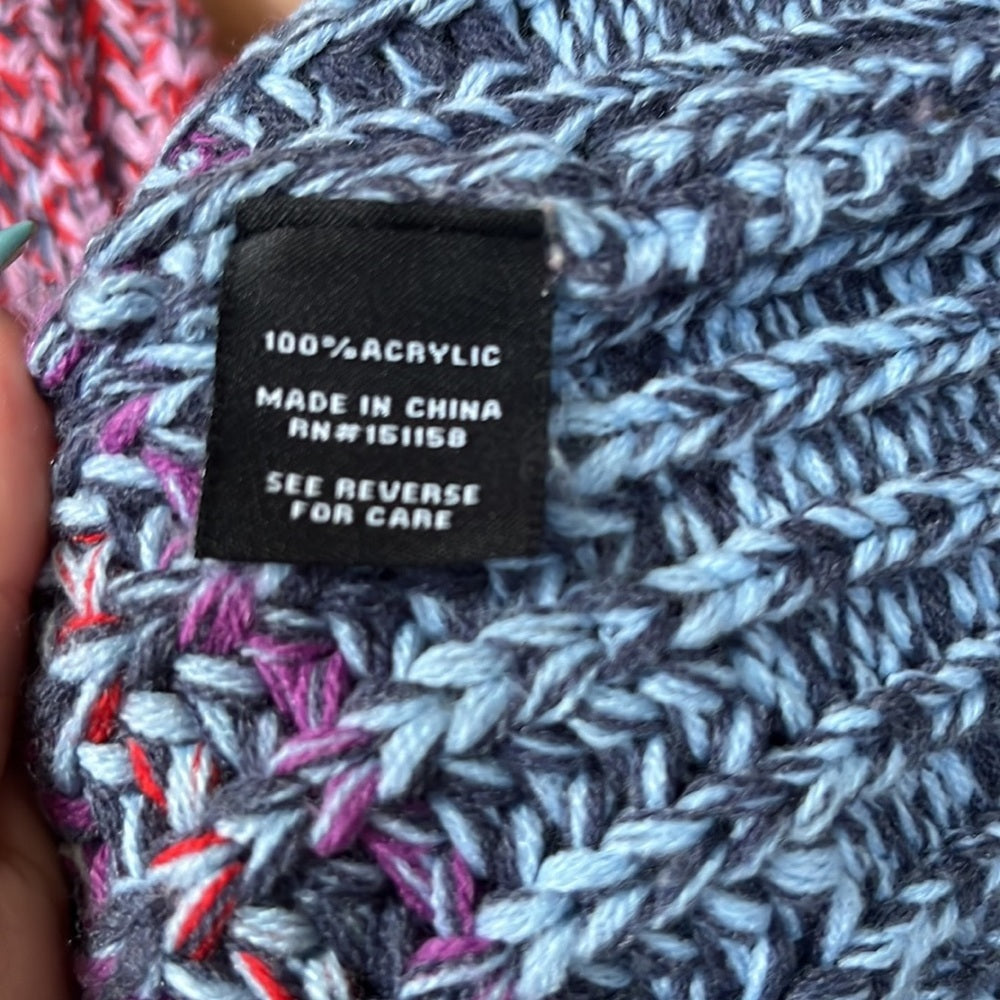 100% ACRYLIC
MADE IN CHINA
RN#151158
SEE REVERSE
FOR CARE